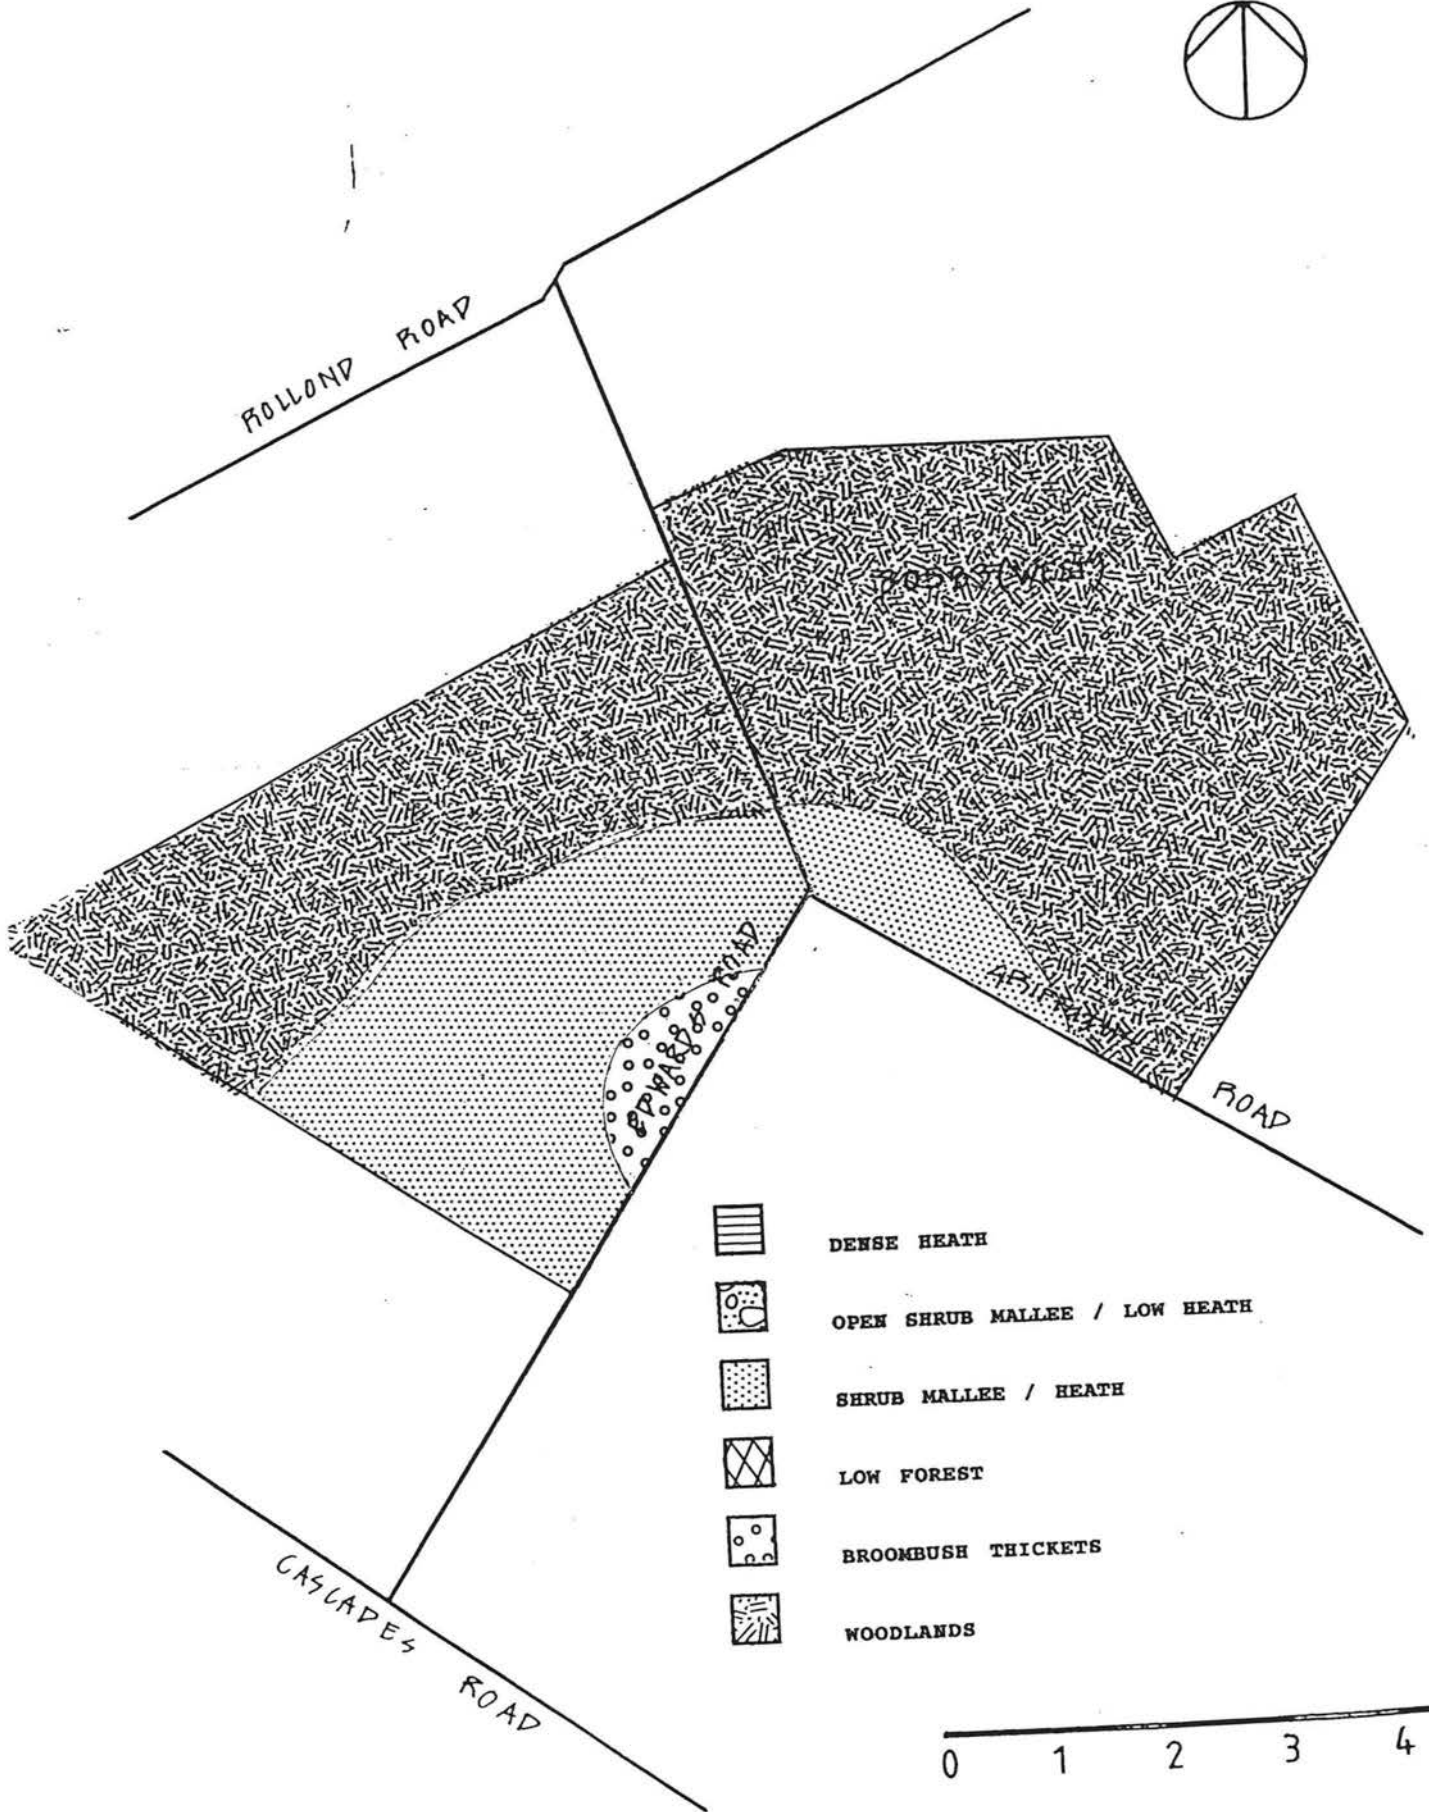 ROLLOND ROAD
(WEST)
EDWARDS ROAD
ROAD
DENSE HEATH
OPEN SHRUB MALLEE / LOW HEATH
SHRUB MALLEE / HEATH
LOW FOREST
BROOMBUSH THICKETS
WOODLANDS
CASCADES ROAD
0 1 2 3 4